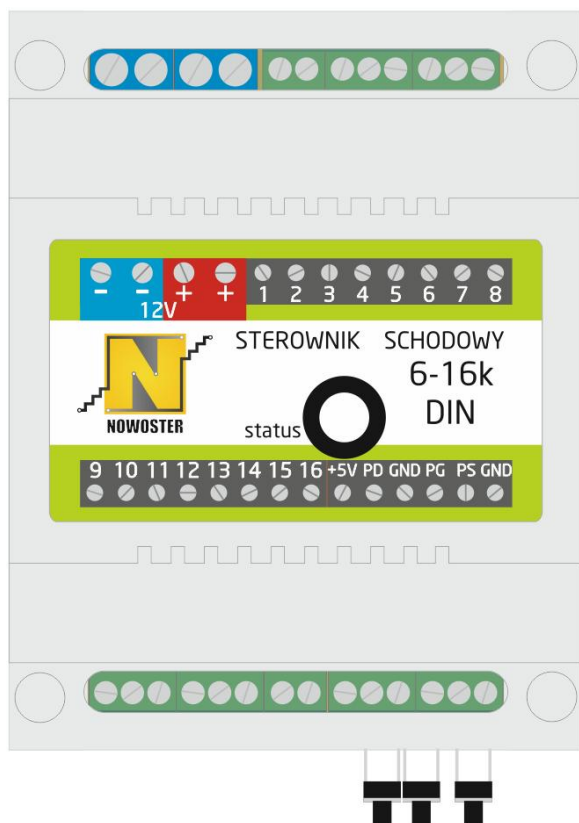 - - + + 1 2 3 4 5 6 7 8
12V
STEROWNIK SCHODOWY
6-16k
DIN
N
NOWOSTER
status
9 10 11 12 13 14 15 16 +5V PD GND PG PS GND